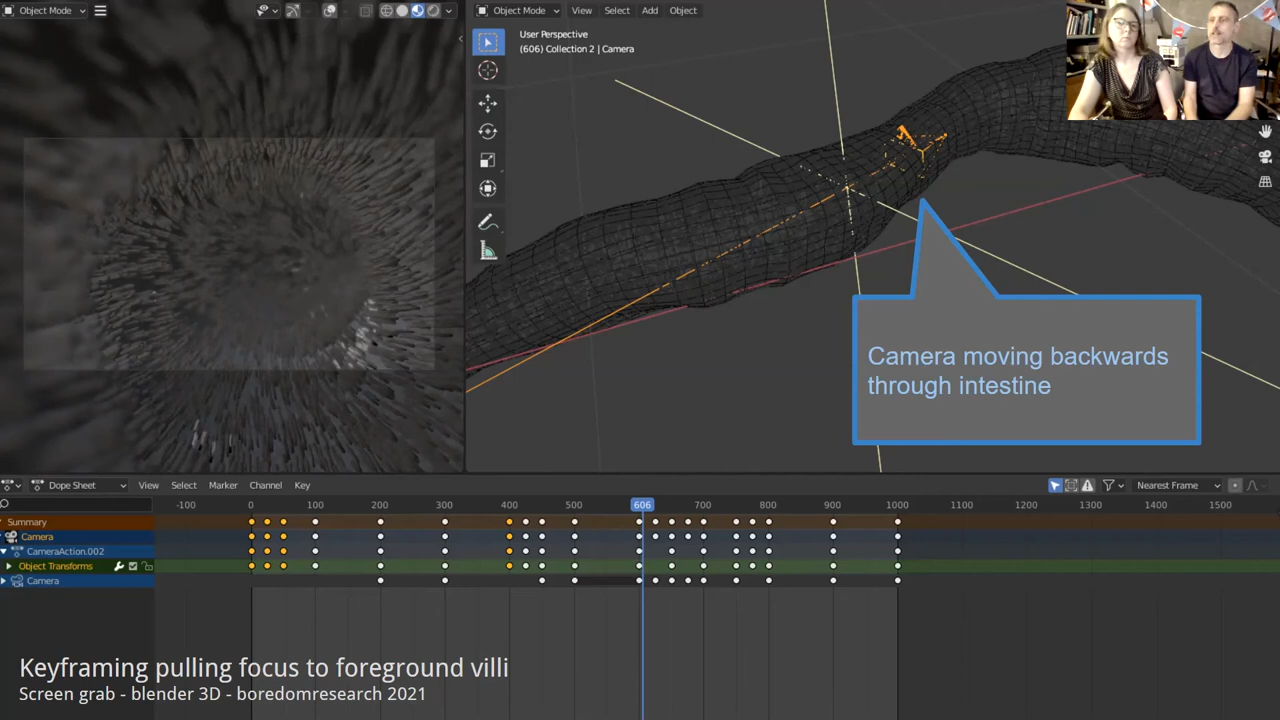 Object Mode
Object Mode
View
Select
Add
Object
User Perspective
(606) Collection 2 | Camera
Camera moving backwards
through intestine
Dope Sheet
View
Select
Marker
Channel
Key
Nearest Frame
-100
0
100
200
300
400
500
606
700
800
900
1000
1100
1200
1300
1400
1500
Summary
Camera
CameraAction.002
Object Transforms
Camera
Keyframing pulling focus to foreground villi
Screen grab - blender 3D - boredomresearch 2021